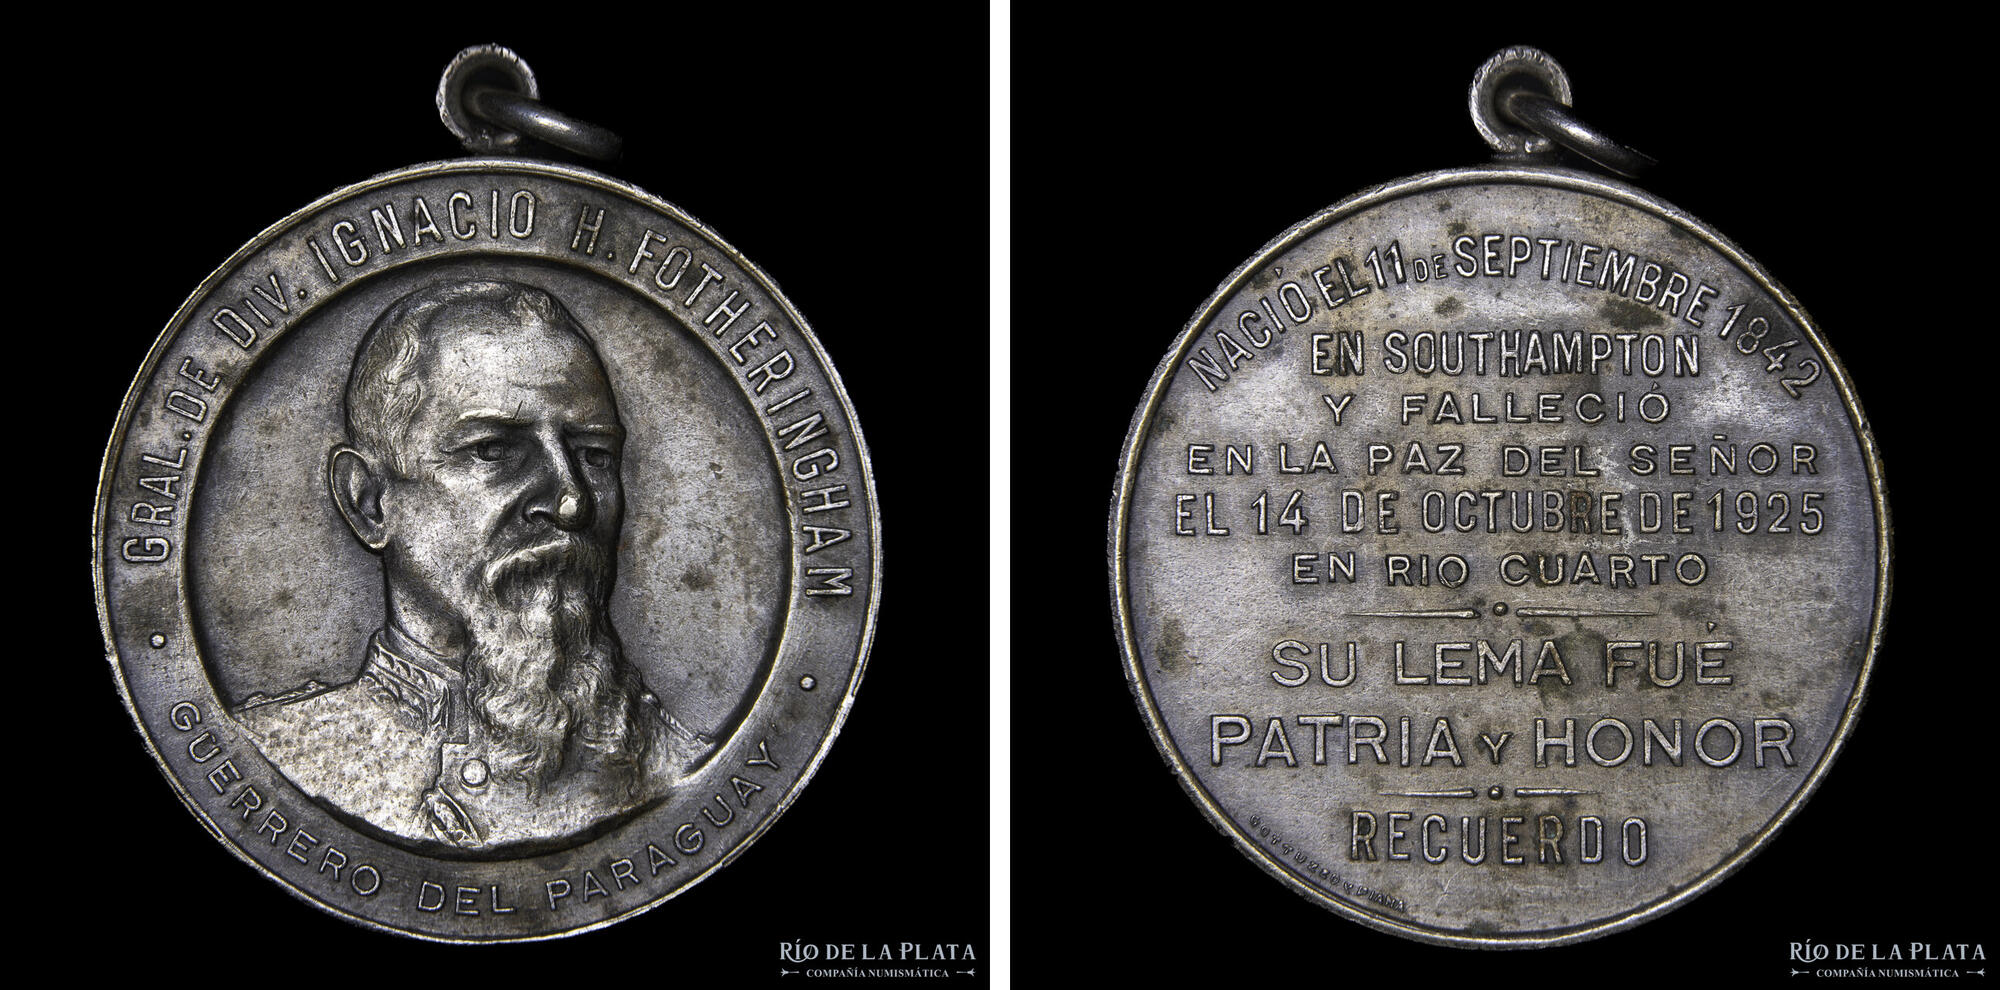 GRAL. DE DIV. IGNACIO H. FOTHERINGHAM
GUERRERO DEL PARAGUAY
RÍO DE LA PLATA
COMPAÑÍA NUMISMÁTICA
NACIÓ EL 11 DE SEPTIEMBRE 1842
EN SOUTHAMPTON
Y FALLECIÓ
EN LA PAZ DEL SEÑOR
EL 14 DE OCTUBRE DE 1925
EN RIO CUARTO
SU LEMA FUÉ
PATRIA Y HONOR
RECUERDO
GOTTUZZO Y PIANA
RÍO DE LA PLATA
COMPAÑÍA NUMISMÁTICA